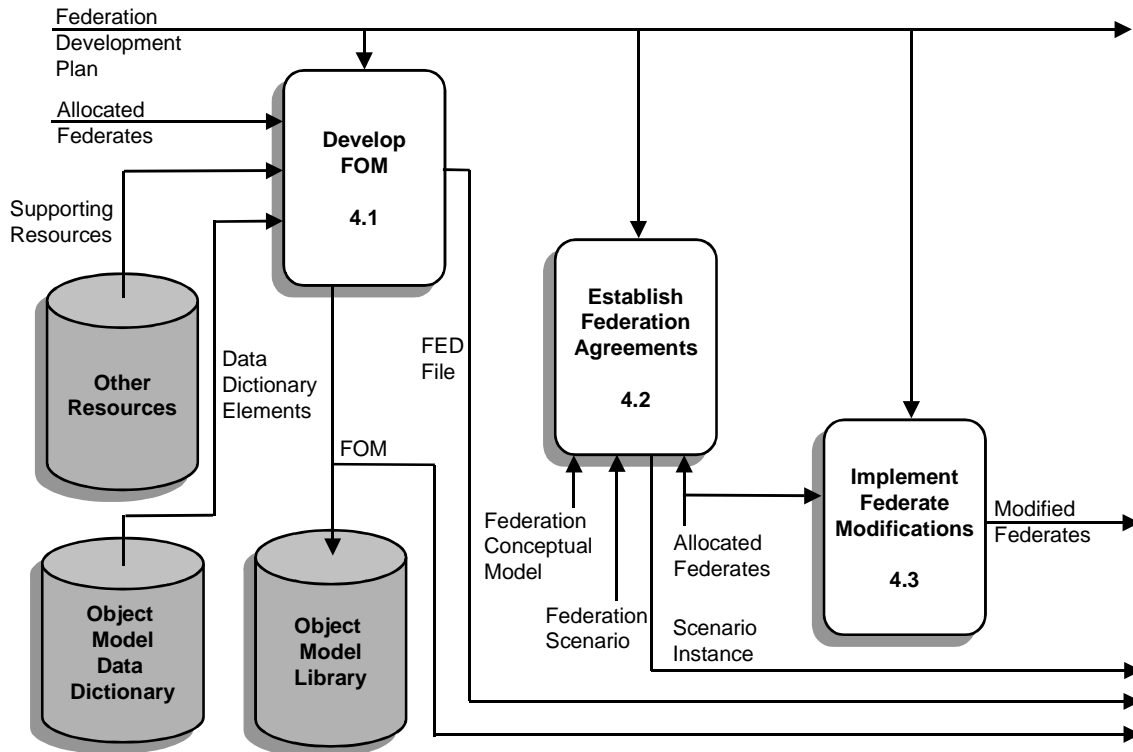 Federation
Development
Plan
Allocated
Federates
Develop
FOM
4.1
Supporting
Resources
Establish
Federation
Agreements
4.2
Data
Dictionary
Elements
FED
File
Other
Resources
FOM
Implement
Federate
Modifications
4.3
Modified
Federates
Federation
Conceptual
Model
Allocated
Federates
Federation
Scenario
Scenario
Instance
Object
Model
Data
Dictionary
Object
Model
Library